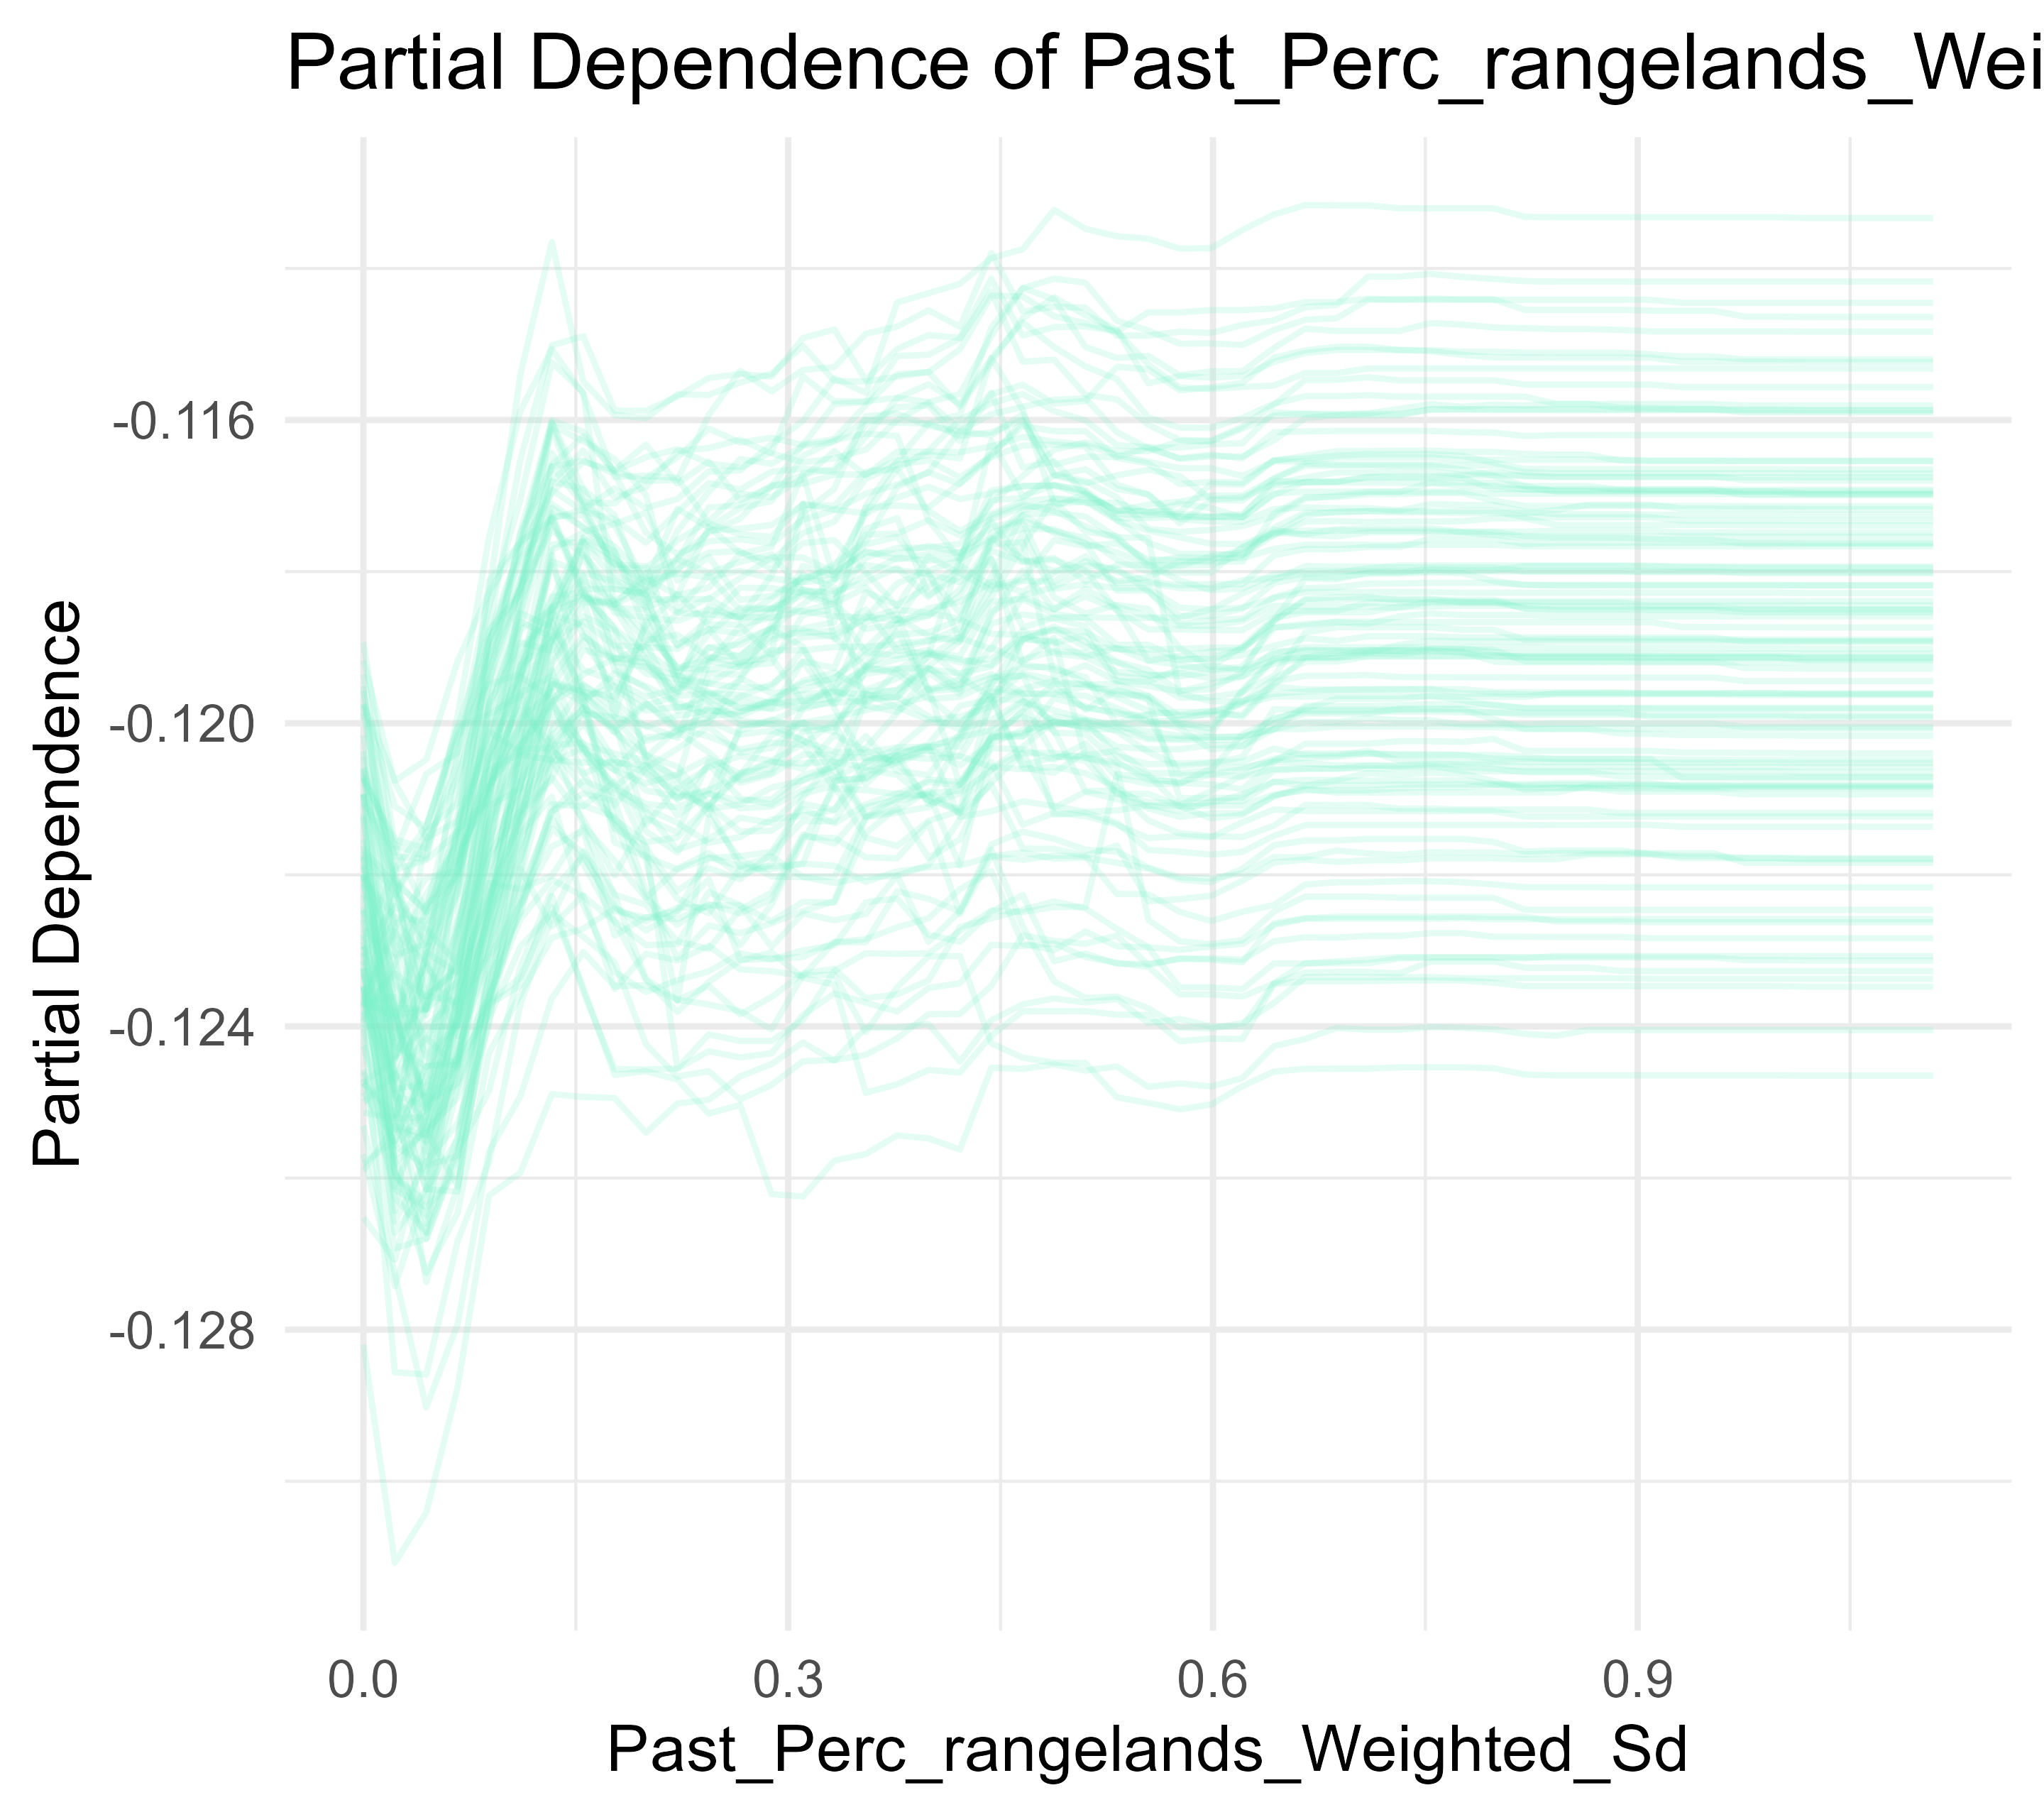 Partial Dependence of Past_Perc_rangelands_Wei
Partial Dependence
-0.116
-0.120
-0.124
-0.128
0.0 0.3 0.6 0.9
Past_Perc_rangelands_Weighted_Sd